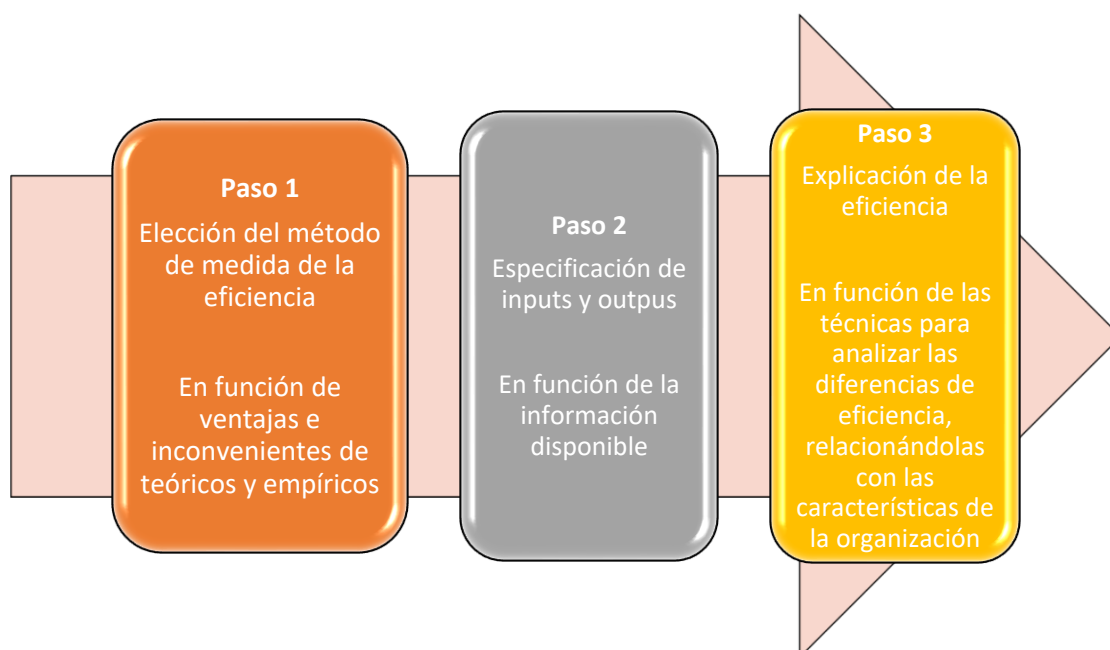 Paso 1
Elección del método
de medida de la
eficiencia
En función de
ventajas e
inconvenientes de
teóricos y empíricos
Paso 2
Especificación de
inputs y outpus
En función de la
información
disponible
Paso 3
Explicación de la
eficiencia
En función de las
técnicas para
analizar las
diferencias de
eficiencia,
relacionándolas
con las
características de
la organización